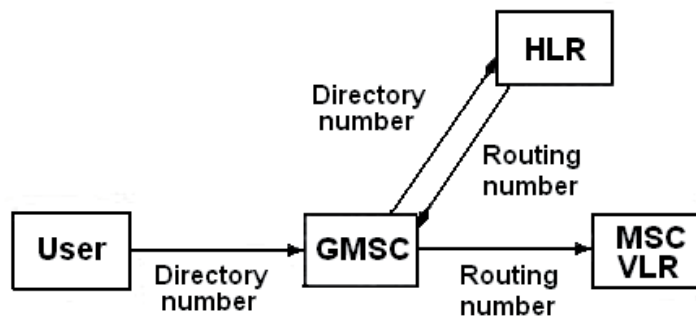 HLR
Directory
number
Routing
number
User
GMSC
MSC
VLR
Directory
number
Routing
number